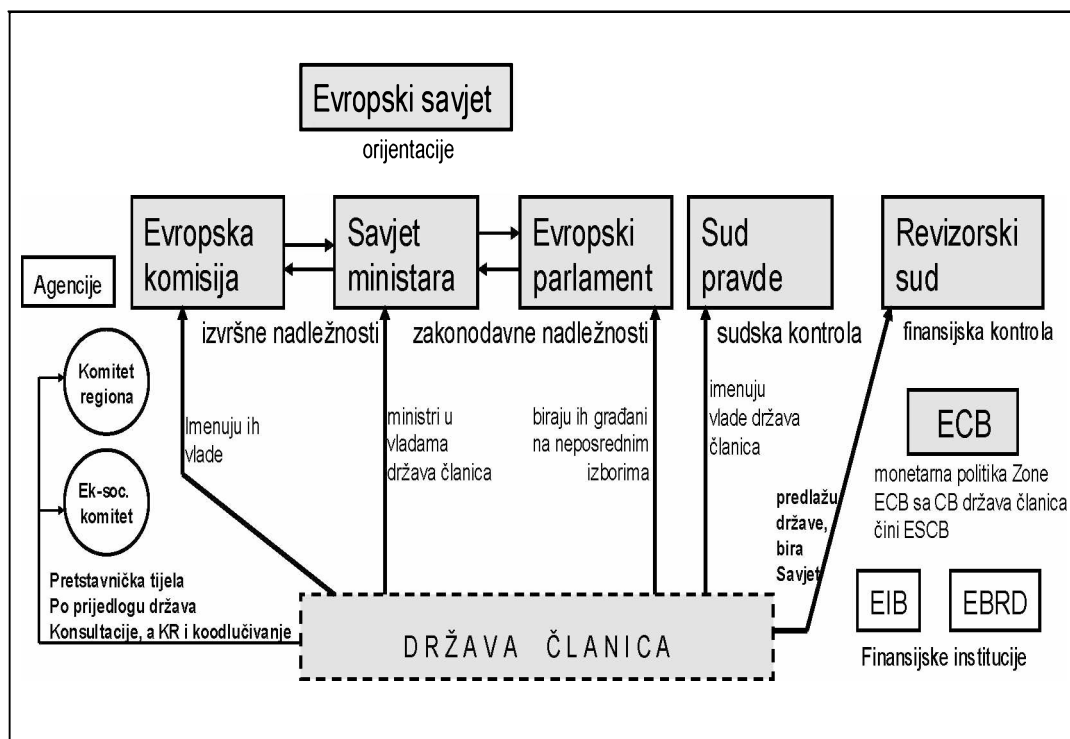 Evropski savjet
orijentacije
Evropska
komisija
Savjet
ministara
Evropski
parlament
Sud
pravde
Revizorski
sud
Agencije
izvršne nadležnosti
zakonodavne nadležnosti
sudska kontrola
finansijska kontrola
Komitet
regiona
Ek-soc.
komitet
Imenuju ih
vlade
ministri u
vladama
država članica
biraju ih građani
na neposrednim
izborima
imenuju
vlade država
članica
predlažu
države,
bira
Savjet
ECB
monetarna politika Zone
ECB sa CB država članica
čini ESCB
Pretstavnička tijela
Po prijedlogu država
Konsultacije, a KR i koodlučivanje
DRŽAVA ČLANICA
EIB
EBRD
Finansijske institucije